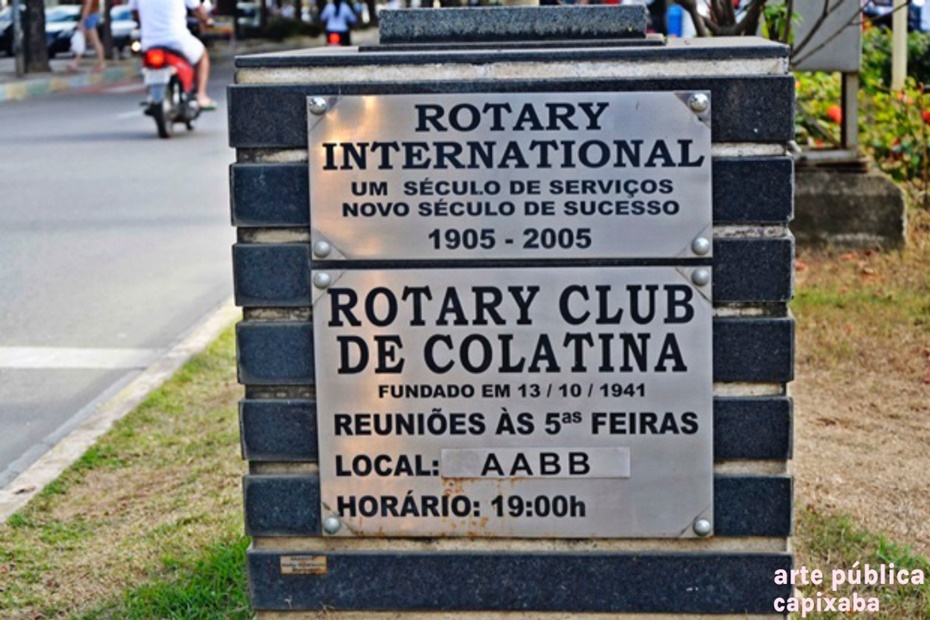 ROTARY
INTERNATIONAL
UM SÉCULO DE SERVIÇOS
NOVO SÉCULO DE SUCESSO
1905 - 2005
ROTARY CLUB
DE COLATINA
FUNDADO EM 13 / 10 / 1941
REUNIÕES ÀS 5ªˢ FEIRAS
LOCAL: AABB
HORÁRIO: 19:00h
arte pública
capixaba